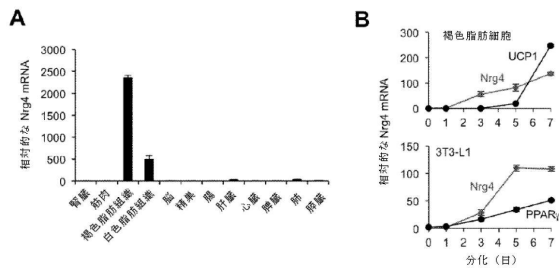 A
相対的な Nrg4 mRNA
3000
2500
2000
1500
1000
500
0
腎臓
筋肉
褐色脂肪組織
白色脂肪組織
脳
精巣
腸
肝臓
心臓
脾臓
肺
膵臓
B
相対的な Nrg4 mRNA
褐色脂肪細胞
300
200
100
0
UCP1
Nrg4
0 1 2 3 4 5 6 7
3T3-L1
150
100
50
0
Nrg4
PPARγ
0 1 2 3 4 5 6 7
分化（日）